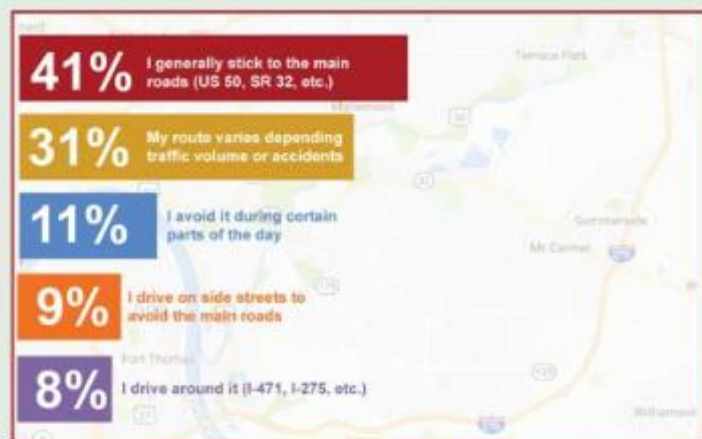 41%
I generally stick to the main
roads (US 50, SR 32, etc.)
31%
My route varies depending
traffic volume or accidents
11%
I avoid it during certain
parts of the day
9%
I drive on side streets to
avoid the main roads
8%
I drive around it (I-471, I-275, etc.)
Terrace Park
Mariemont
Summerside
Mt Carmel
Fort Thomas
Withamsville